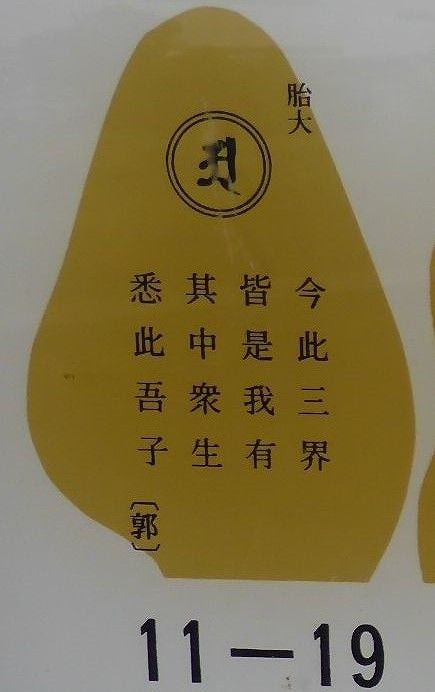 胎大
今此三界
皆是我有
其中衆生
悉此吾子
〔郭〕
11—19